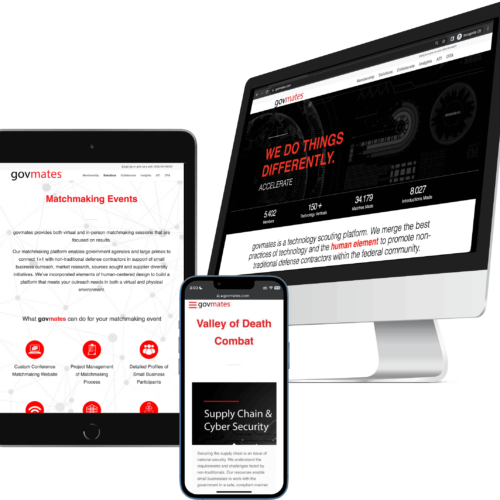 govmates
Membership Solutions Collaborate Insights API OTA
govmates
WE DO THINGS
DIFFERENTLY.
ACCELERATE
5 402
150+
34 179
8 027
Members
Technology Verticals
Matches Made
Introductions Made
govmates is a technology scouting platform. We merge the best
practices of technology and the human element to promote non-
traditional defense contractors within the federal community.
govmates
Membership Solutions Collaborate Insights API OTA
Matchmaking Events
govmates provides both virtual and in-person matchmaking sessions that are
focused on results.
Our matchmaking platform enables government agencies and large primes to
connect 1×1 with non-traditional defense contractors in support of small
business outreach, market research, sources sought and supplier diversity
initiatives. We've incorporated elements of human-centered design to build a
platform that meets your outreach needs in both a virtual and physical
environment.
What govmates can do for your matchmaking event
Custom Conference
Matchmaking Website
Project Management
of Matchmaking
Process
Detailed Profiles of
Small Business
Participants
govmates
Valley of Death
Combat
Supply Chain &
Cyber Security
Securing the supply chain is an issue of
national security. We understand the
requirements and challenges faced by
non-traditionals. Our resources enable
small businesses to work with the
government in a safe, compliant manner.